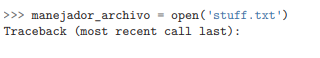 >>> manejador_archivo = open('stuff.txt')
Traceback (most recent call last):